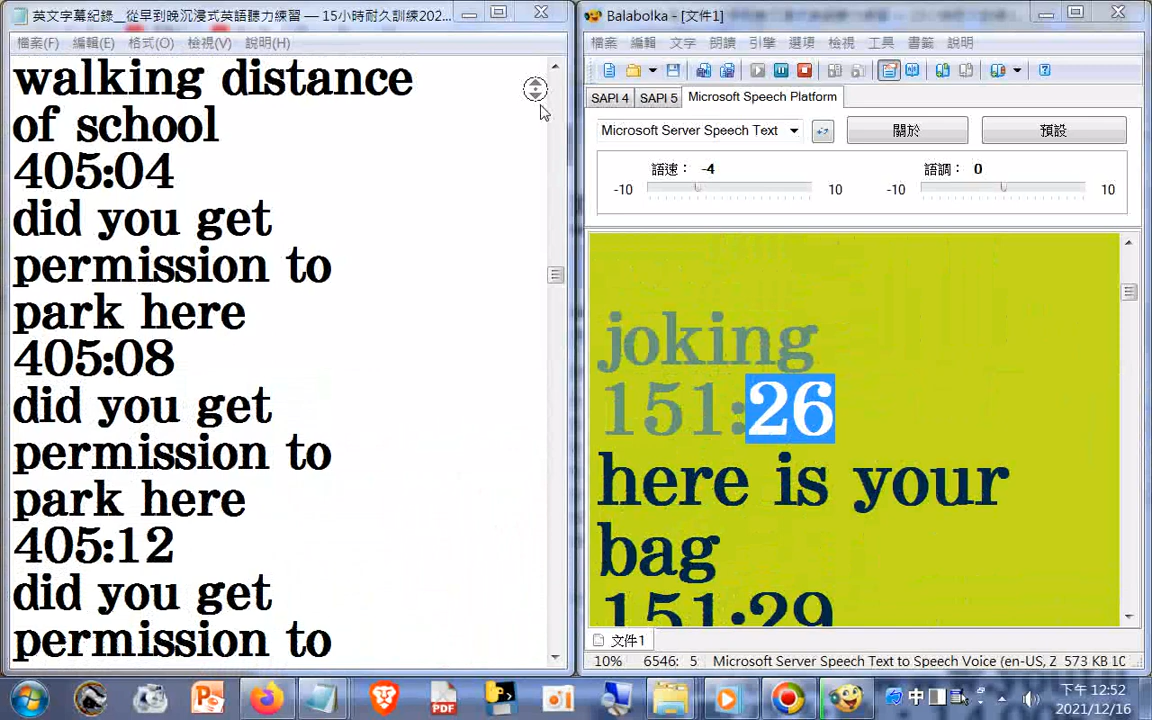 英文字幕紀錄__從早到晚沉浸式英語聽力練習 — 15小時耐久訓練202...
檔案(F) 編輯(E) 格式(O) 檢視(V) 說明(H)
walking distance
of school
405:04
did you get
permission to
park here
405:08
did you get
permission to
park here
405:12
did you get
permission to
Balabolka - [文件1]
檔案 編輯 文字 朗讀 引擎 選項 檢視 工具 書籤 說明
SAPI 4 SAPI 5 Microsoft Speech Platform
Microsoft Server Speech Text 關於 預設
語速： -4 語調： 0
-10 10 -10 10
joking
151:26
here is your
bag
151:29
文件1
10% 6546: 5 Microsoft Server Speech Text to Speech Voice (en-US, Z 573 KB 10
中
下午 12:52
2021/12/16